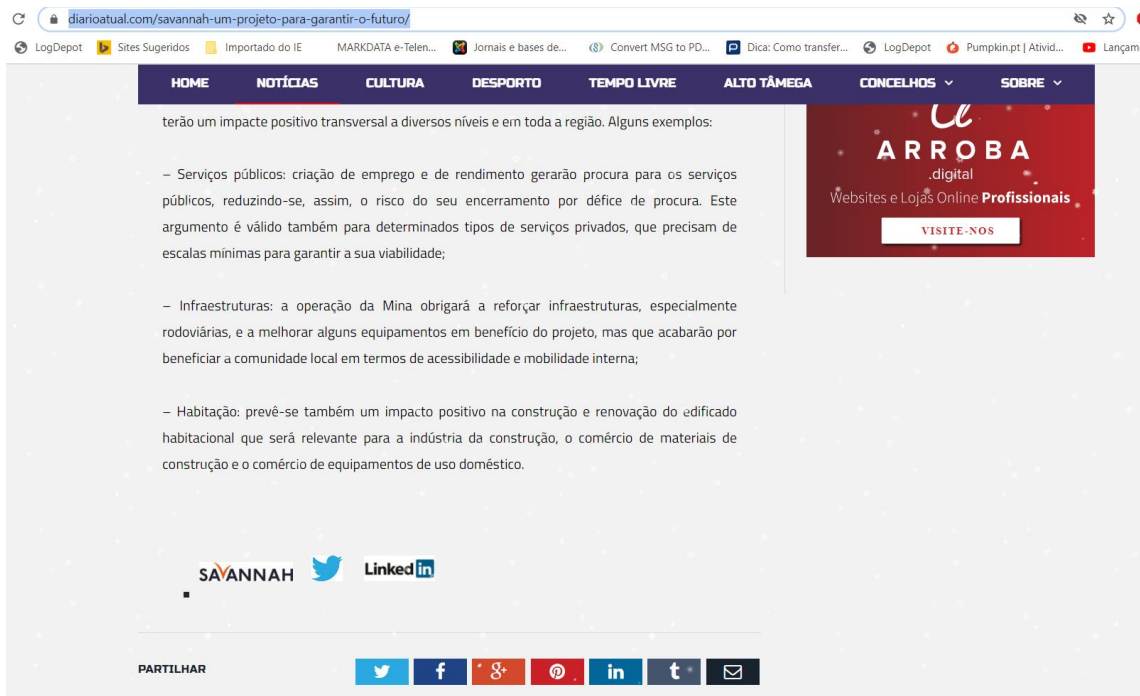 diarioatual.com/savannah-um-projeto-para-garantir-o-futuro/
LogDepot Sites Sugeridos Importado do IE MARKDATA e-Telen... Jornais e bases de... Convert MSG to PD... Dica: Como transfer... LogDepot Pumpkin.pt | Ativid... Lançam
HOME NOTÍCIAS CULTURA DESPORTO TEMPO LIVRE ALTO TÂMEGA CONCELHOS SOBRE
terão um impacte positivo transversal a diversos níveis e em toda a região. Alguns exemplos:
– Serviços públicos: criação de emprego e de rendimento gerarão procura para os serviços
públicos, reduzindo-se, assim, o risco do seu encerramento por défice de procura. Este
argumento é válido também para determinados tipos de serviços privados, que precisam de
escalas mínimas para garantir a sua viabilidade;
– Infraestruturas: a operação da Mina obrigará a reforçar infraestruturas, especialmente
rodoviárias, e a melhorar alguns equipamentos em benefício do projeto, mas que acabarão por
beneficiar a comunidade local em termos de acessibilidade e mobilidade interna;
– Habitação: prevê-se também um impacto positivo na construção e renovação do edificado
habitacional que será relevante para a indústria da construção, o comércio de materiais de
construção e o comércio de equipamentos de uso doméstico.
ARROBA
.digital
Websites e Lojas Online Profissionais
VISITE-NOS
SAVANNAH Linked in
PARTILHAR f g+ in t